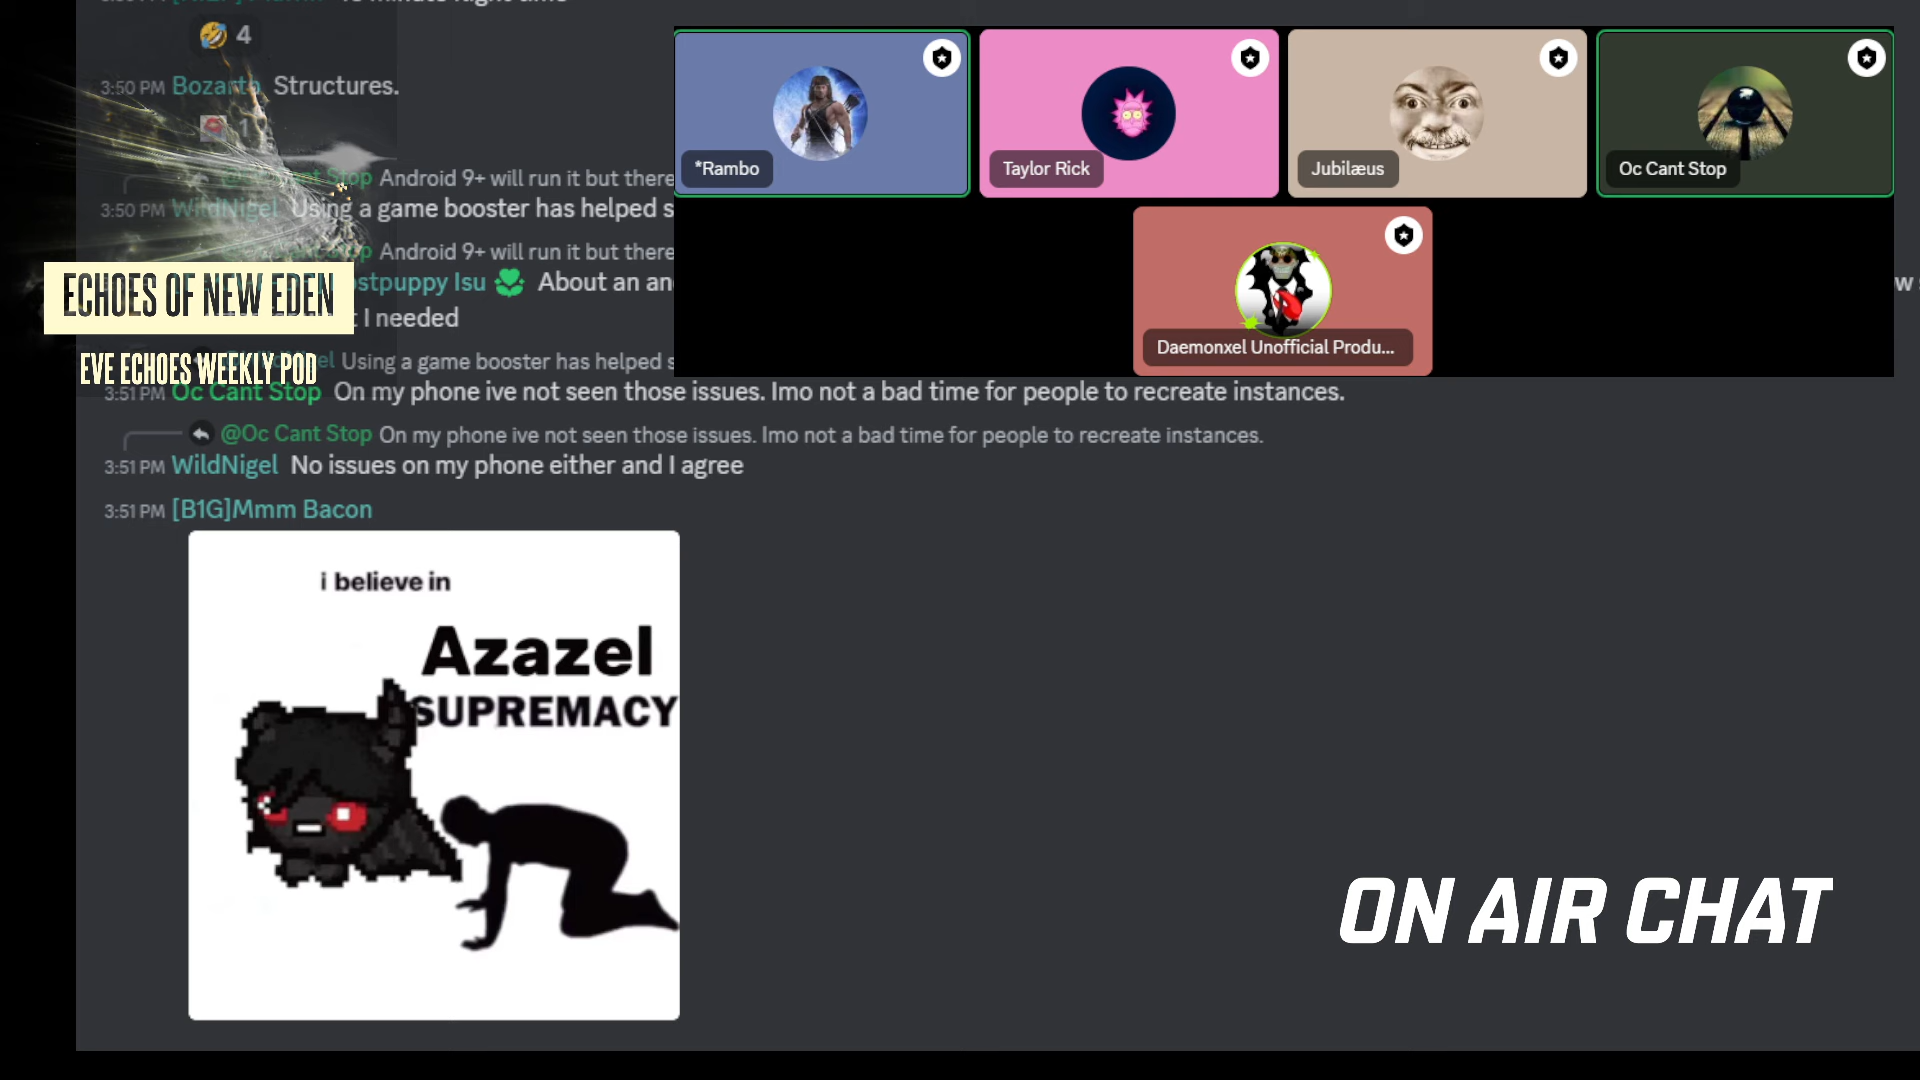 4
3:50 PM Bozarto Structures.
1
Android 9+ will run it but there
3:50 PM WildNigel Using a game booster has helped s
Android 9+ will run it but there
stpuppy Isu About an an
w
I needed
Using a game booster has helped s
3:51 PM Oc Cant Stop On my phone ive not seen those issues. Imo not a bad time for people to recreate instances.
@Oc Cant Stop On my phone ive not seen those issues. Imo not a bad time for people to recreate instances.
3:51 PM WildNigel No issues on my phone either and I agree
3:51 PM [B1G]Mmm Bacon
i believe in
Azazel
SUPREMACY
ECHOES OF NEW EDEN
EVE ECHOES WEEKLY POD
*Rambo
Taylor Rick
Jubilæus
Oc Cant Stop
Daemonxel Unofficial Produ...
ON AIR CHAT